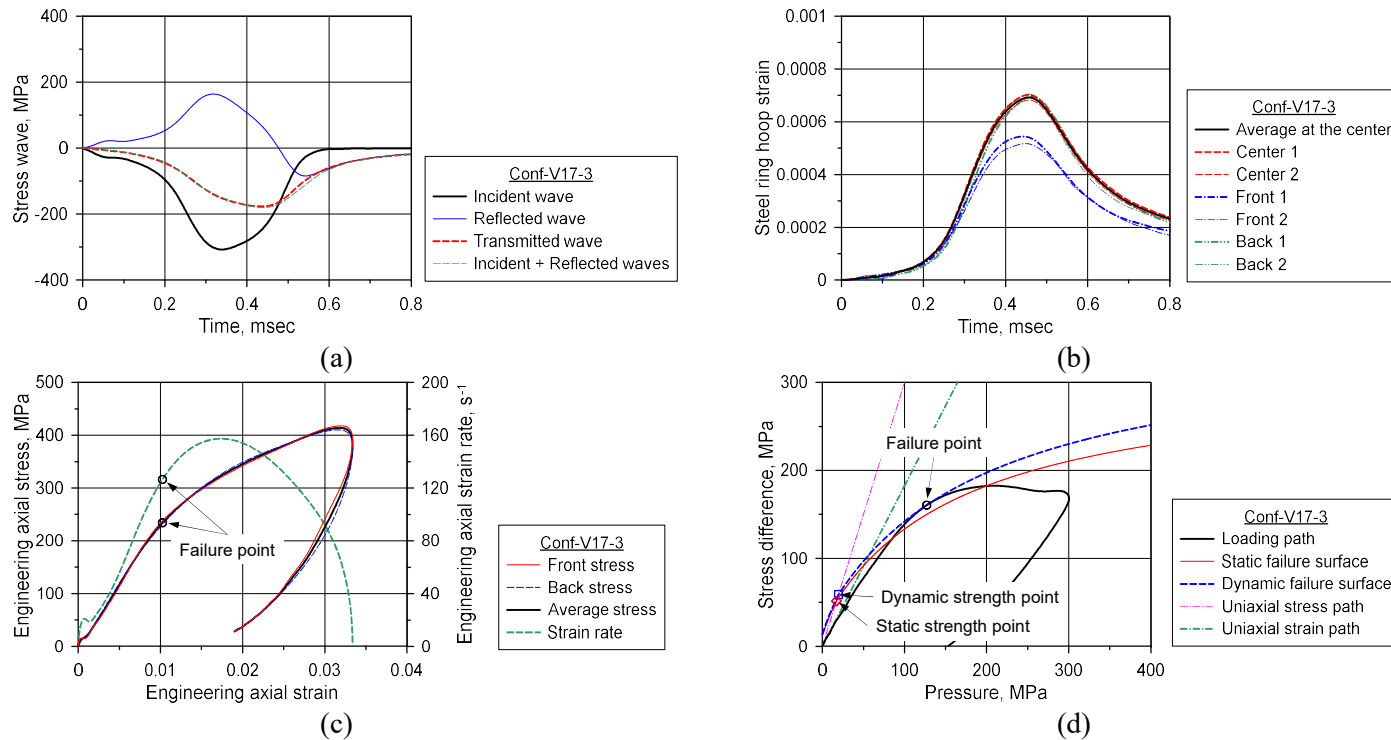 400
200
0
-200
-400
Stress wave, MPa
0
0.2
0.4
0.6
0.8
Time, msec
Conf-V17-3
Incident wave
Reflected wave
Transmitted wave
Incident + Reflected waves
(a)
0.001
0.0008
0.0006
0.0004
0.0002
0
Steel ring hoop strain
0
0.2
0.4
0.6
0.8
Time, msec
Conf-V17-3
Average at the center
Center 1
Center 2
Front 1
Front 2
Back 1
Back 2
(b)
500
400
300
200
100
0
Engineering axial stress, MPa
200
160
120
80
40
0
Engineering axial strain rate, s⁻¹
Failure point
0
0.01
0.02
0.03
0.04
Engineering axial strain
Conf-V17-3
Front stress
Back stress
Average stress
Strain rate
(c)
300
200
100
0
Stress difference, MPa
Failure point
Dynamic strength point
Static strength point
0
100
200
300
400
Pressure, MPa
Conf-V17-3
Loading path
Static failure surface
Dynamic failure surface
Uniaxial stress path
Uniaxial strain path
(d)